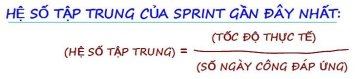 HỆ SỐ TẬP TRUNG CỦA SPRINT GẦN ĐÂY NHẤT:
(TỐC ĐỘ THỰC TẾ)
(HỆ SỐ TẬP TRUNG) =
(SỐ NGÀY CÔNG ĐÁP ỨNG)